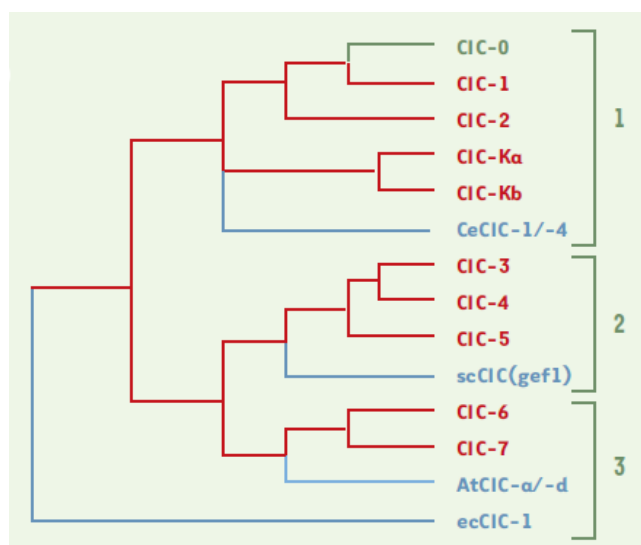 ClC-0
ClC-1
ClC-2
ClC-Ka
ClC-Kb
CeClC-1/-4
1
ClC-3
ClC-4
ClC-5
scClC(gef1)
2
ClC-6
ClC-7
AtClC-a/-d
ecClC-1
3